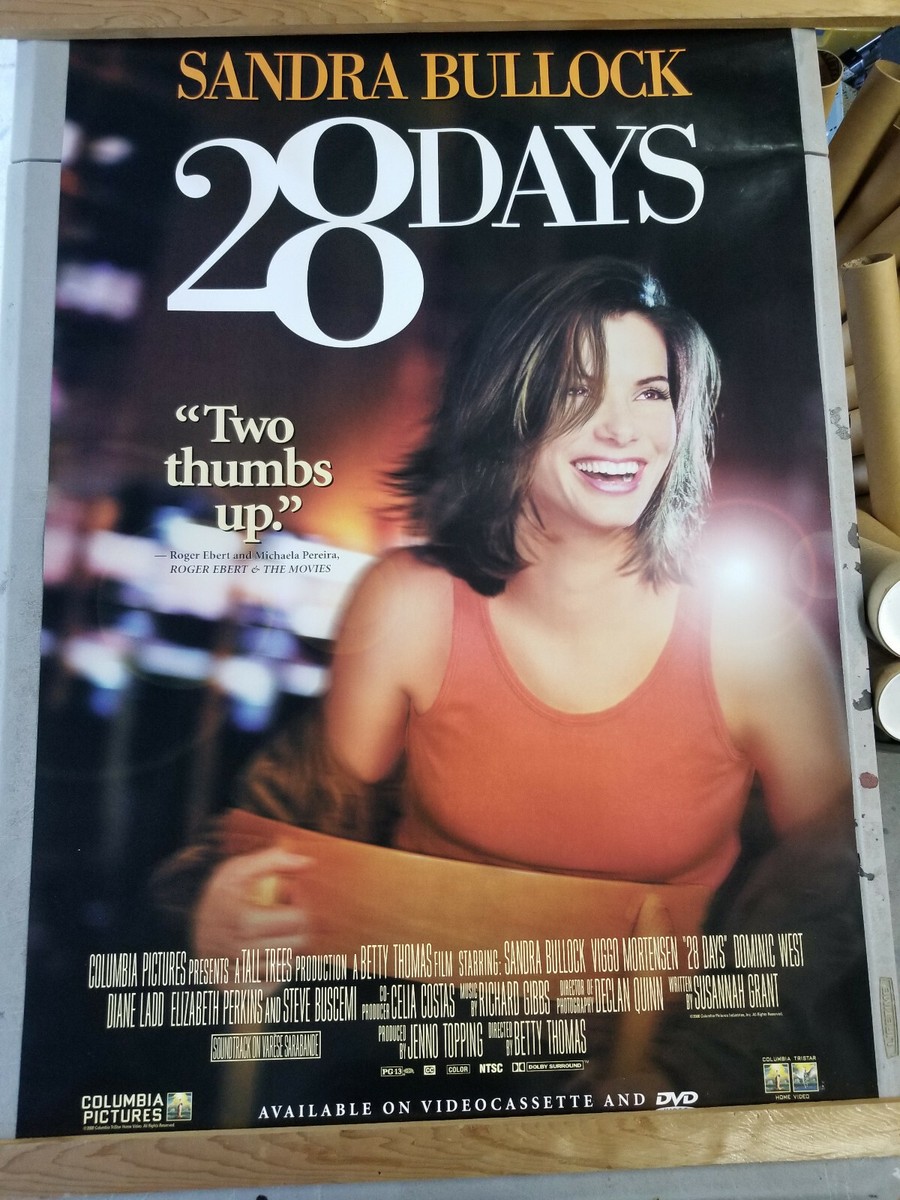 SANDRA BULLOCK
28 DAYS
“Two
thumbs
up.”
— Roger Ebert and Michaela Pereira,
ROGER EBERT & THE MOVIES
COLUMBIA PICTURES PRESENTS A TALL TREES PRODUCTION A BETTY THOMAS FILM STARRING: SANDRA BULLOCK VIGGO MORTENSEN "28 DAYS" DOMINIC WEST
DIANE LADD ELIZABETH PERKINS AND STEVE BUSCEMI CO-PRODUCER CELIA COSTAS MUSIC BY RICHARD GIBBS DIRECTOR OF PHOTOGRAPHY DECLAN QUINN WRITTEN BY SUSANNAH GRANT
SOUNDTRACK ON VARÈSE SARABANDE PRODUCED BY JENNO TOPPING DIRECTED BY BETTY THOMAS
PG-13 CC COLOR NTSC DOLBY SURROUND
COLUMBIA TRISTAR
HOME VIDEO
COLUMBIA
PICTURES
AVAILABLE ON VIDEOCASSETTE AND DVD